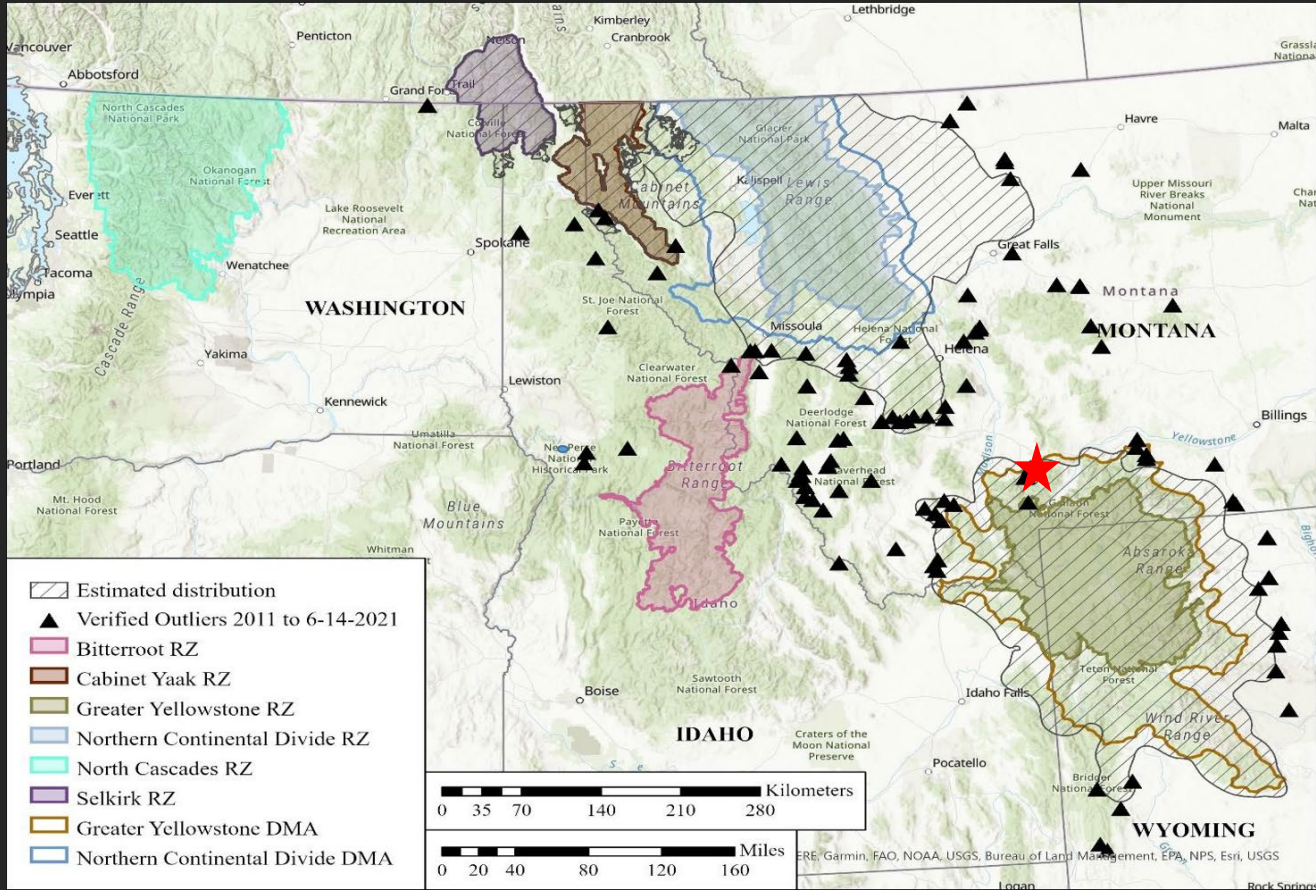 Kimberley
Cranbrook
Lethbridge
Penticton
Vancouver
Abbotsford
Nelson
Trail
Grand For
North Cascades
National Park
Okanogan
National Forest
Colville
National Forest
Glacier
National Park
Havre
Malta
Everett
Lake Roosevelt
National
Recreation Area
Cabinet
Mountains
Kalispell
Lewis
Range
Upper Missouri
River Breaks
National
Monument
Seattle
Spokane
Great Falls
Tacoma
Olympia
Wenatchee
WASHINGTON
St. Joe National
Forest
Montana
MONTANA
Cascade Range
Missoula
Helena National
Forest
Helena
Yakima
Lewiston
Clearwater
National Forest
Kennewick
Deerlodge
National Forest
Billings
Umatilla
National Forest
Nez Perce
National
Historical Park
Bitterroot
Range
Beaverhead
National Forest
Madison
Yellowstone
Portland
Mt. Hood
National Forest
Blue
Mountains
Payette
National Forest
Gallatin
National Forest
Absaroka
Range
Whitman
Idaho
Teton National
Forest
Sawtooth
National Forest
Boise
Idaho Falls
Wind River
Range
IDAHO
Craters of the
Moon National
Preserve
Pocatello
Bridger
National Forest
WYOMING
Green
Logan
Rock Springs
Estimated distribution
Verified Outliers 2011 to 6-14-2021
Bitterroot RZ
Cabinet Yaak RZ
Greater Yellowstone RZ
Northern Continental Divide RZ
North Cascades RZ
Selkirk RZ
Greater Yellowstone DMA
Northern Continental Divide DMA
Kilometers
0 35 70 140 210 280
Miles
0 20 40 80 120 160
ERE, Garmin, FAO, NOAA, USGS, Bureau of Land Management, EPA, NPS, Esri, USGS